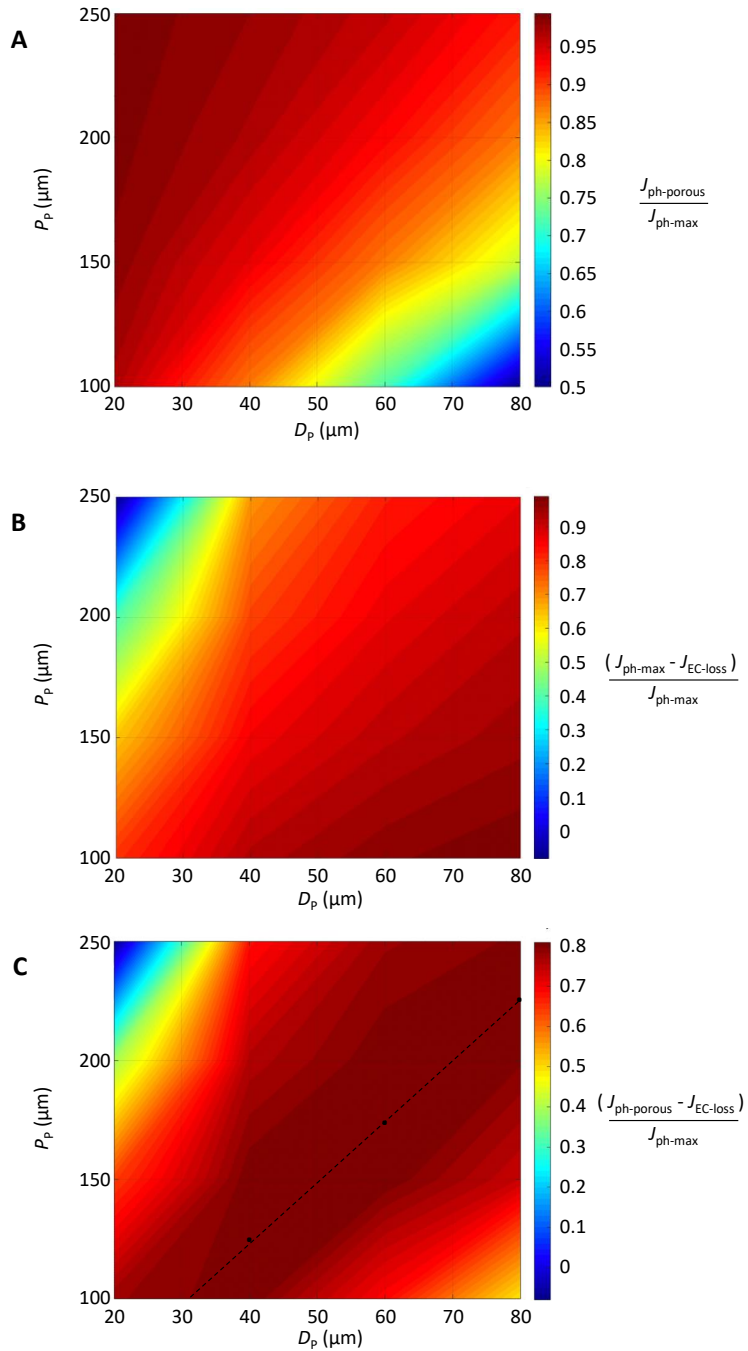 A
250
200
150
100
P_P (µm)
20 30 40 50 60 70 80
D_P (µm)
0.95
0.9
0.85
0.8
0.75
0.7
0.65
0.6
0.55
0.5
J_ph-porous
J_ph-max
B
250
200
150
100
P_P (µm)
20 30 40 50 60 70 80
D_P (µm)
0.9
0.8
0.7
0.6
0.5
0.4
0.3
0.2
0.1
0
( J_ph-max - J_EC-loss )
J_ph-max
C
250
200
150
100
P_P (µm)
20 30 40 50 60 70 80
D_P (µm)
0.8
0.7
0.6
0.5
0.4
0.3
0.2
0.1
0
( J_ph-porous - J_EC-loss )
J_ph-max